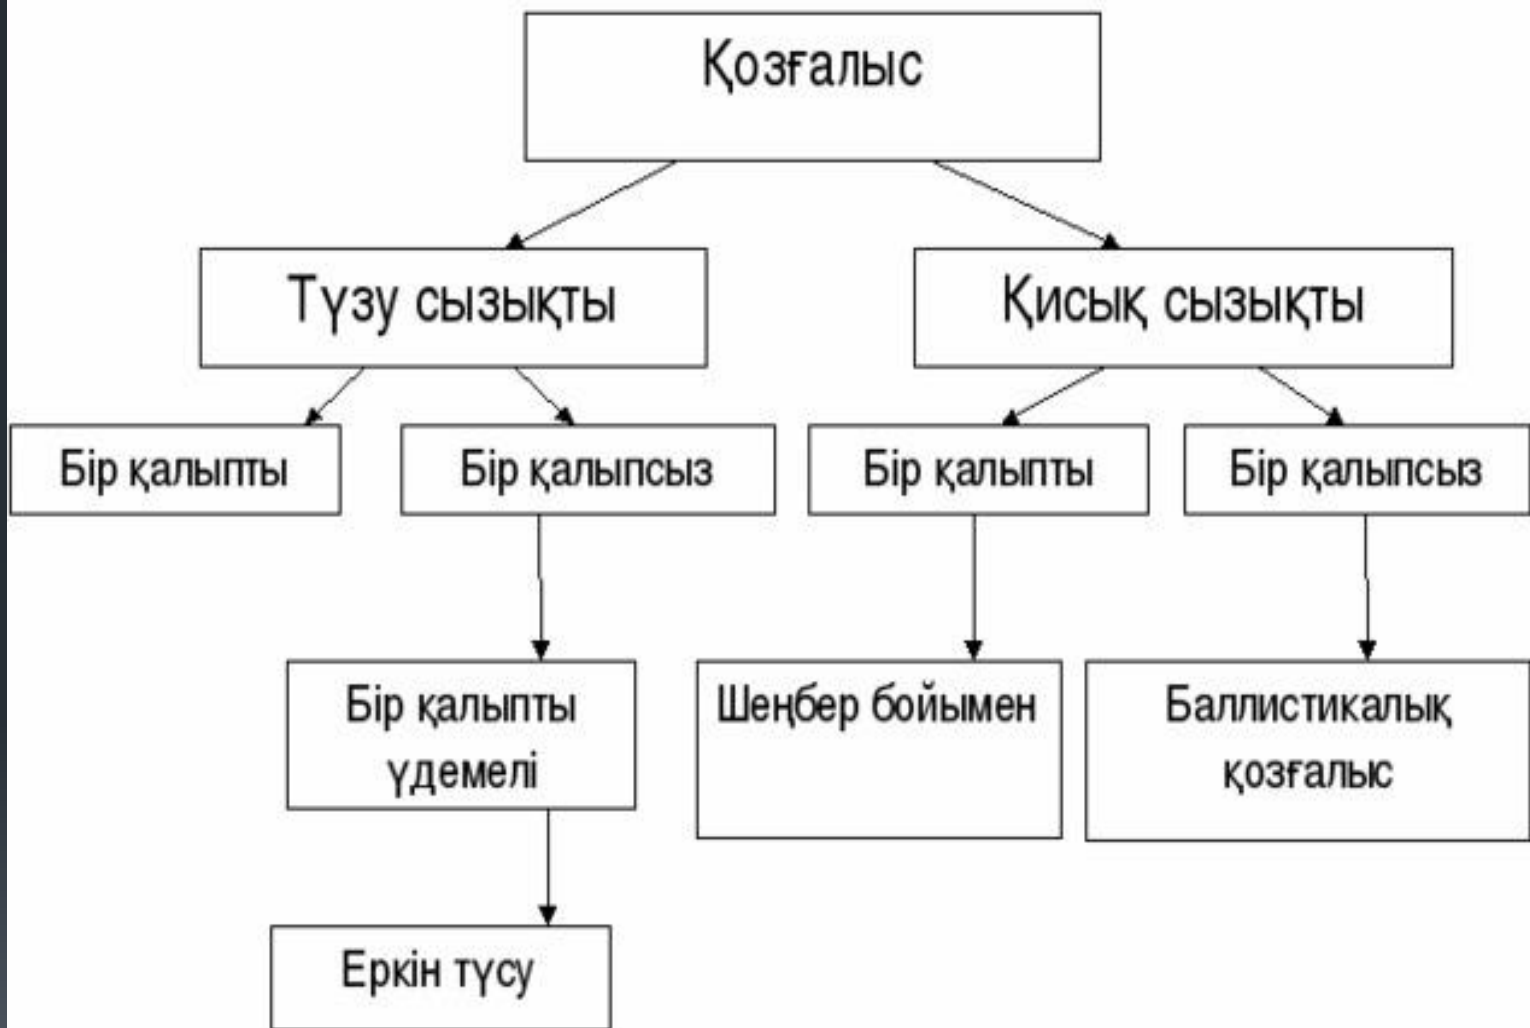 Қозғалыс
Түзу сызықты
Қисық сызықты
Бір қалыпты
Бір қалыпсыз
Бір қалыпты
Бір қалыпсыз
Бір қалыпты
үдемелі
Шеңбер бойымен
Баллистикалық
қозғалыс
Еркін түсу